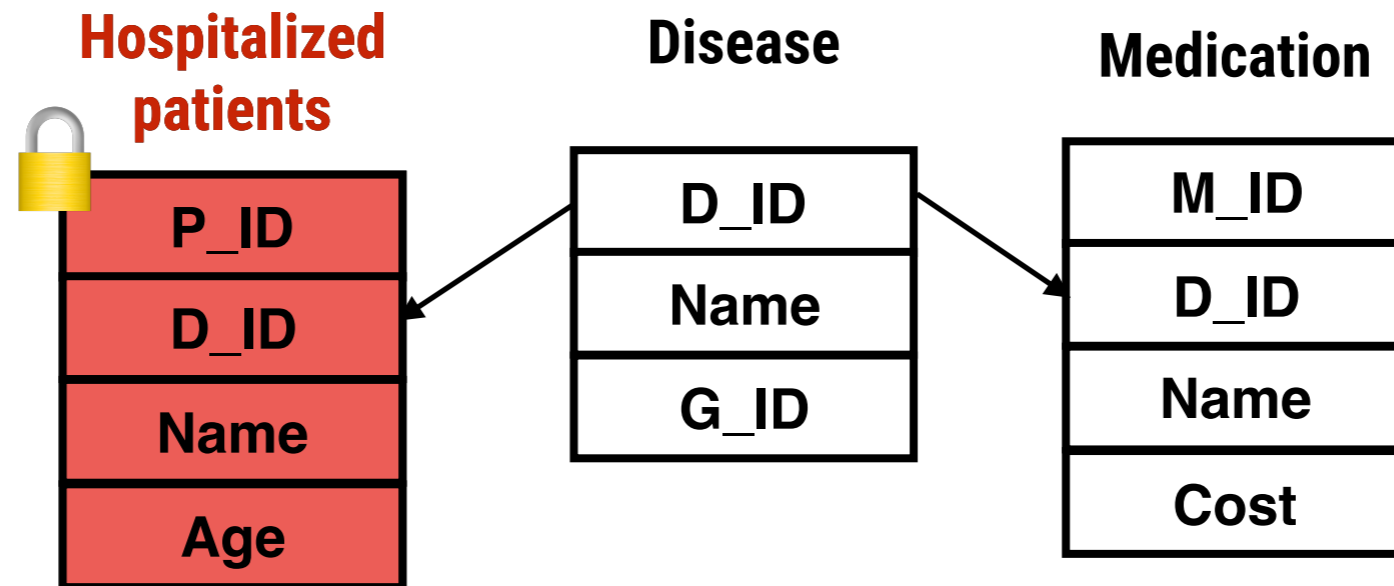 Hospitalized
patients
P_ID
D_ID
Name
Age
Disease
D_ID
Name
G_ID
Medication
M_ID
D_ID
Name
Cost